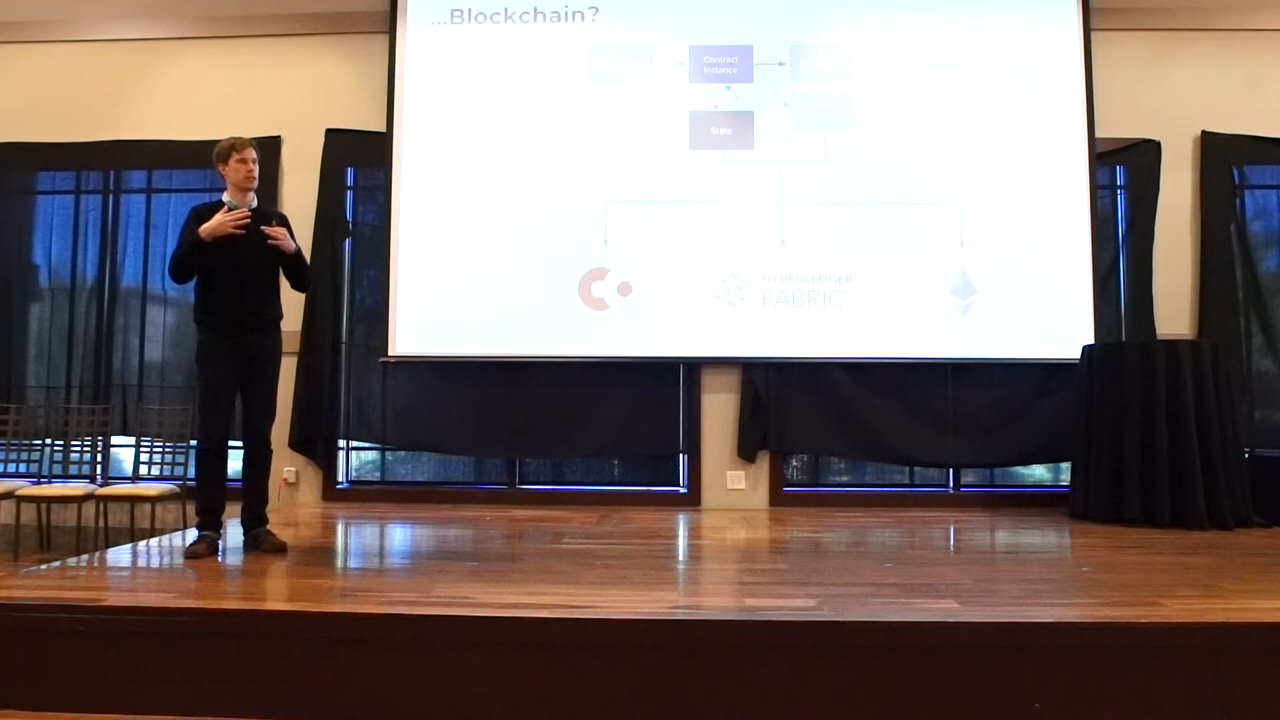 ...Blockchain?
Contract
Instance
State
HYPERLEDGER
FABRIC